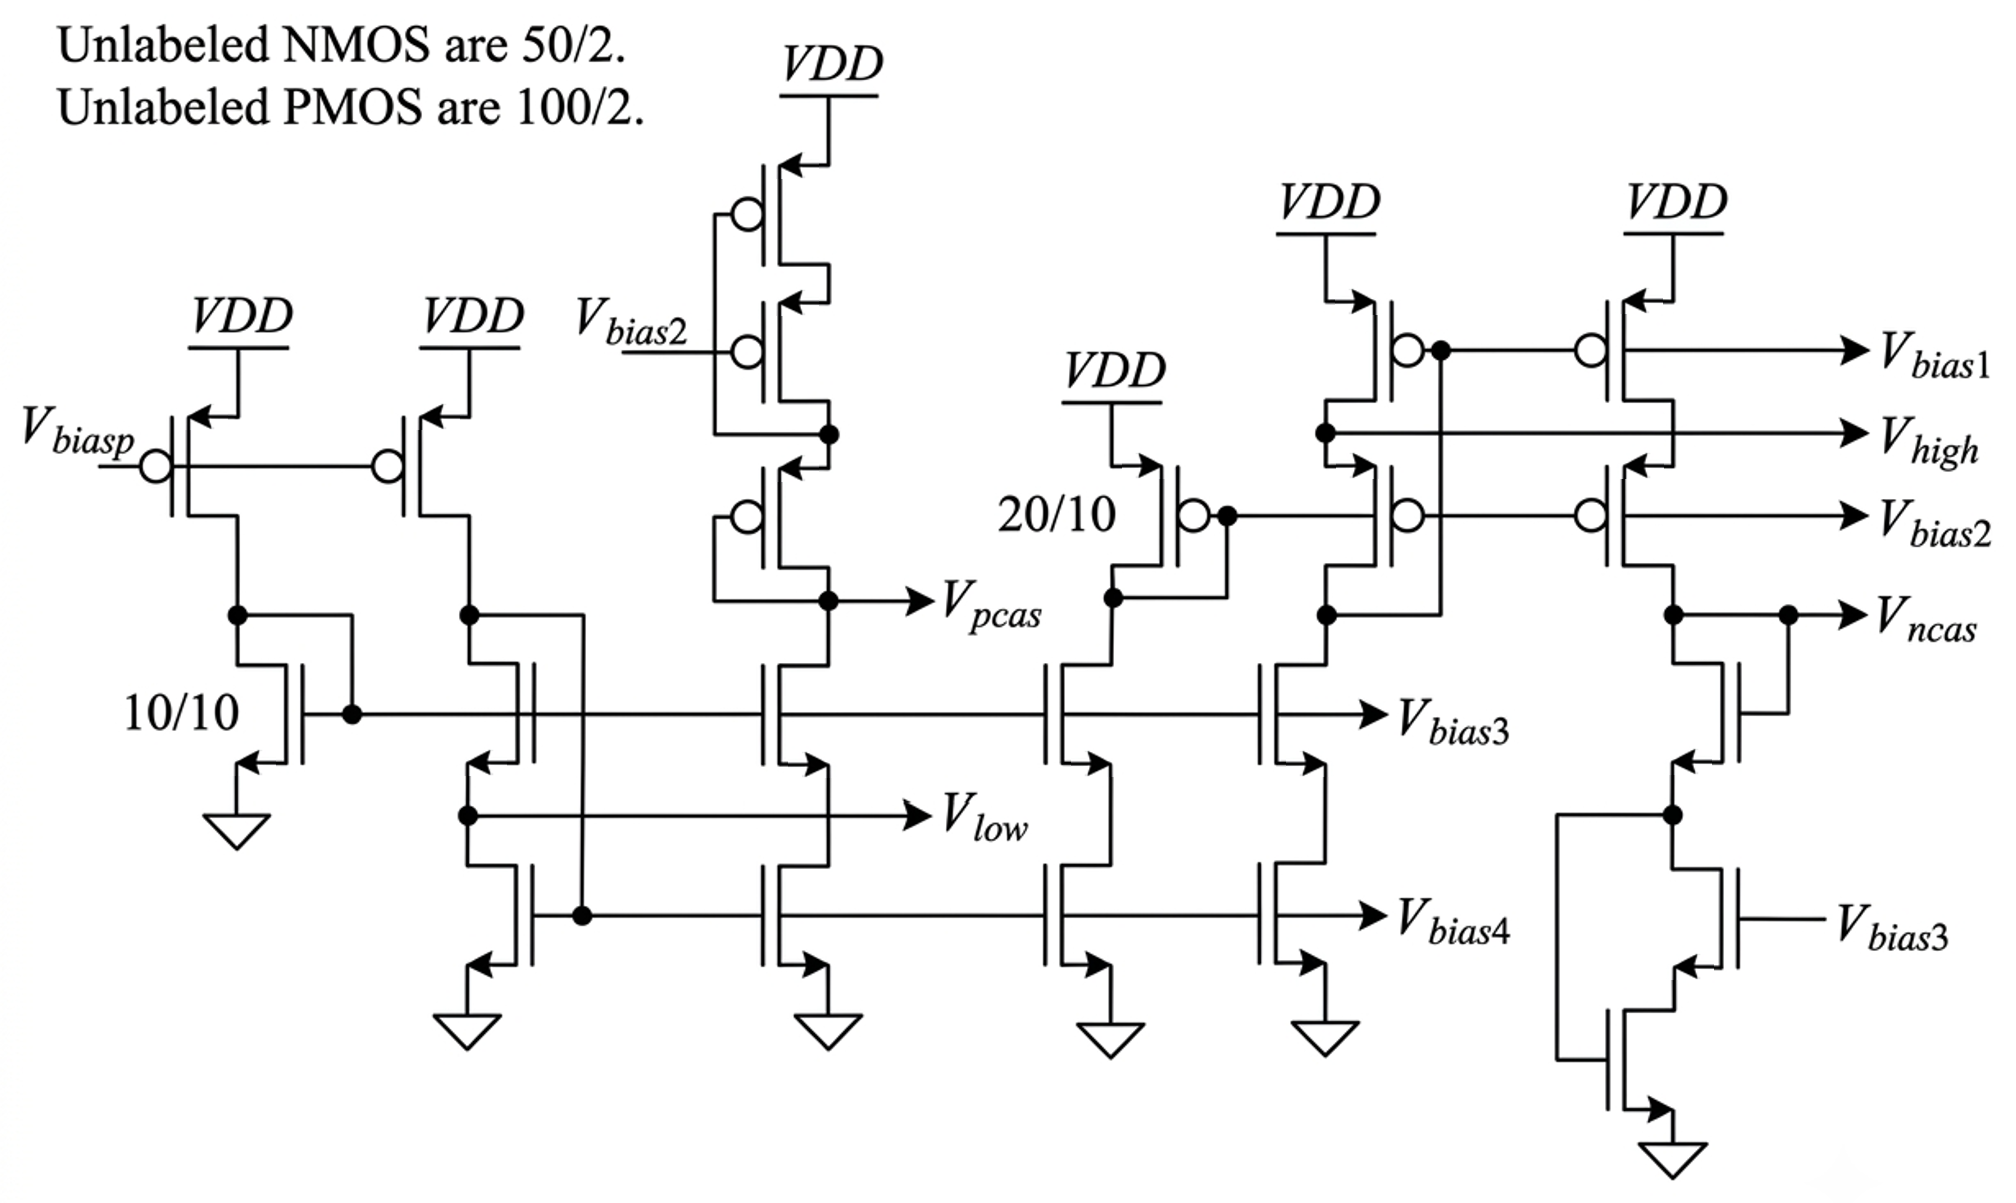 Unlabeled NMOS are 50/2.
Unlabeled PMOS are 100/2.
VDD
VDD
VDD
VDD
VDD
VDD
Vbias2
Vbiasp
Vbias1
Vhigh
20/10
Vbias2
Vpcas
Vncas
10/10
Vbias3
Vlow
Vbias4
Vbias3